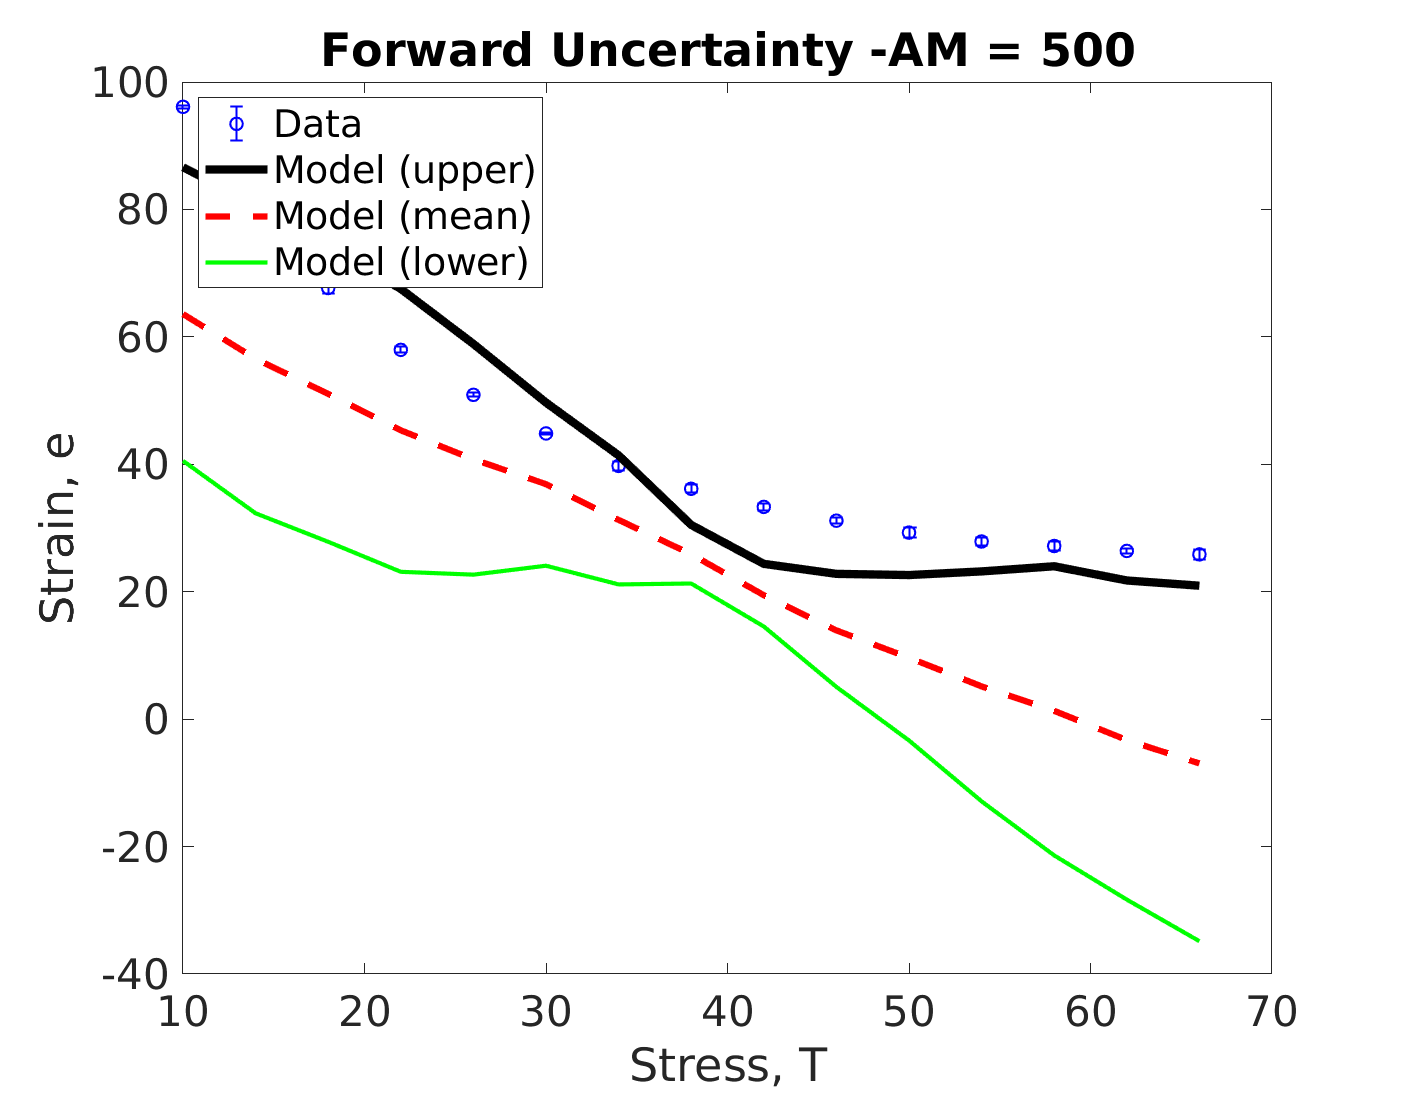 Forward Uncertainty -AM = 500
100
80
60
40
20
0
-20
-40
Strain, e
Data
Model (upper)
Model (mean)
Model (lower)
10 20 30 40 50 60 70
Stress, T